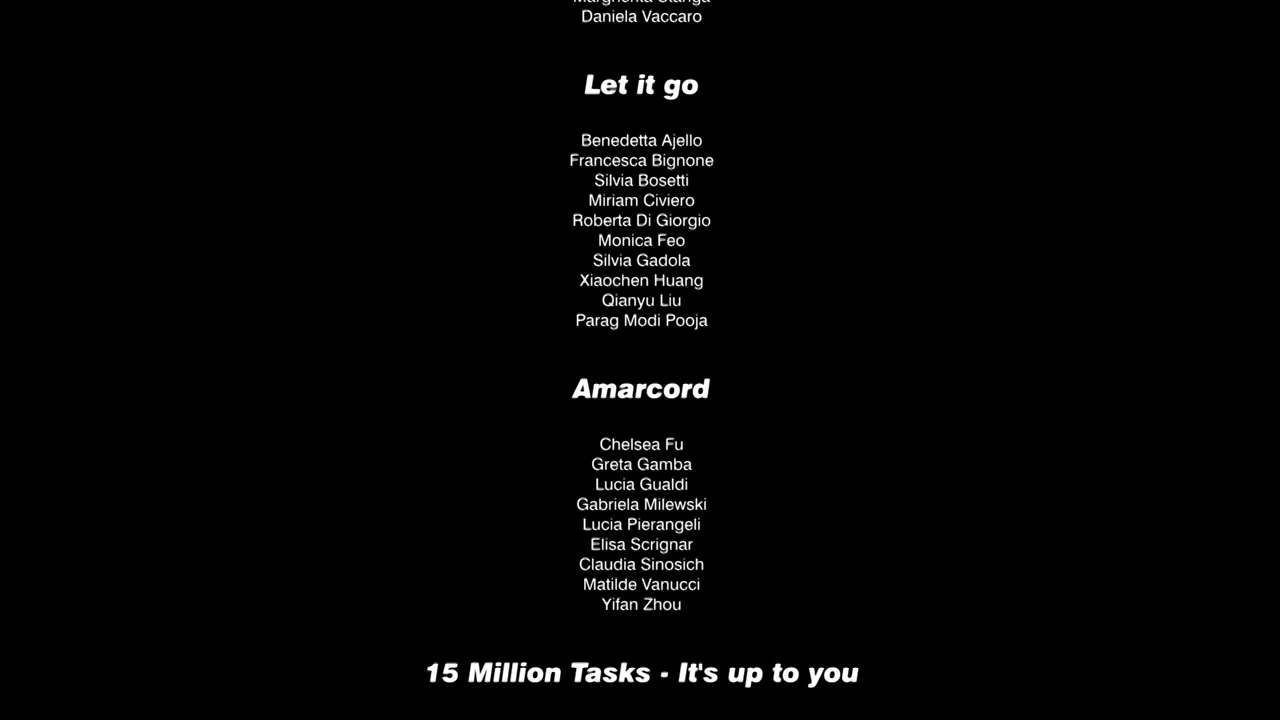 Daniela Vaccaro
Let it go
Benedetta Ajello
Francesca Bignone
Silvia Bosetti
Miriam Civiero
Roberta Di Giorgio
Monica Feo
Silvia Gadola
Xiaochen Huang
Qianyu Liu
Parag Modi Pooja
Amarcord
Chelsea Fu
Greta Gamba
Lucia Gualdi
Gabriela Milewski
Lucia Pierangeli
Elisa Scrignar
Claudia Sinosich
Matilde Vanucci
Yifan Zhou
15 Million Tasks - It's up to you